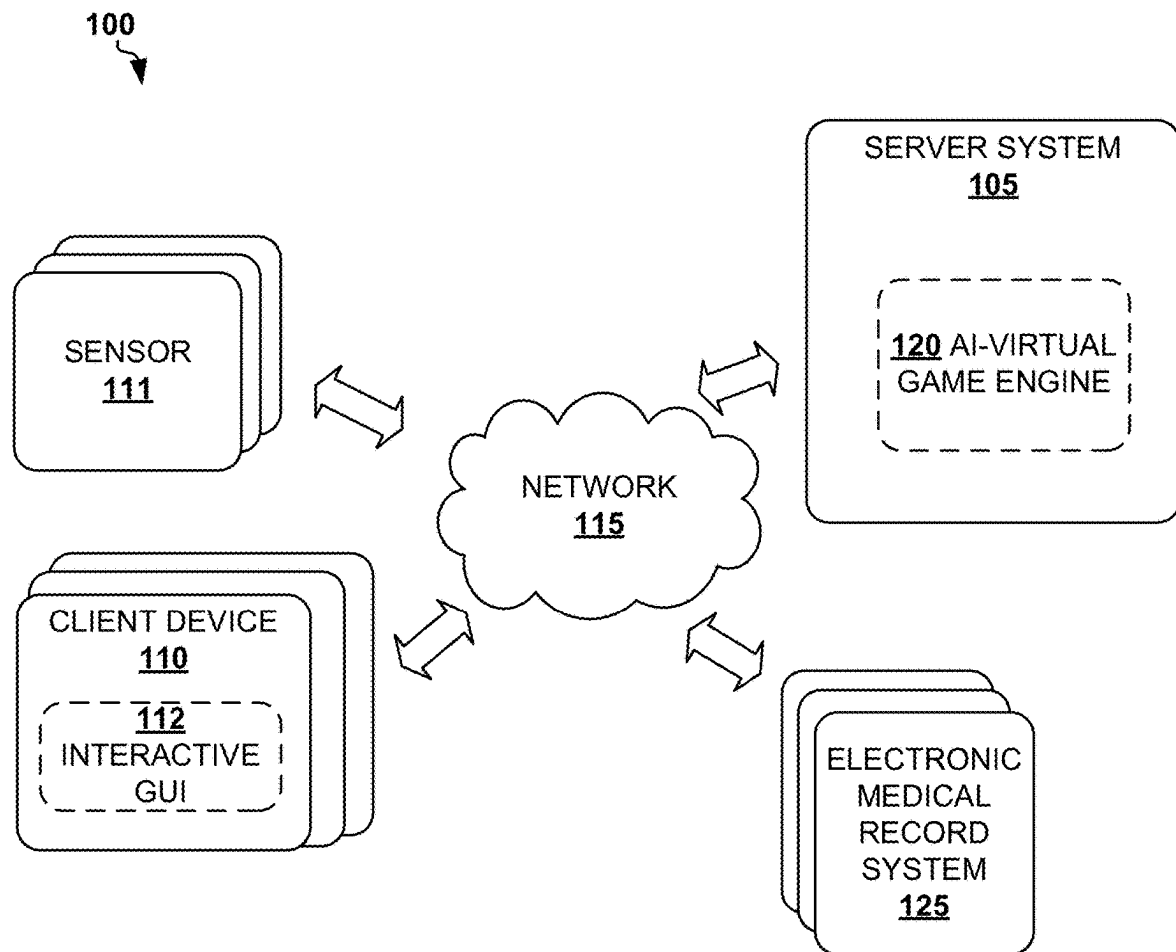 100
SERVER SYSTEM
105
120 AI-VIRTUAL
GAME ENGINE
SENSOR
111
NETWORK
115
CLIENT DEVICE
110
112
INTERACTIVE
GUI
ELECTRONIC
MEDICAL
RECORD
SYSTEM
125